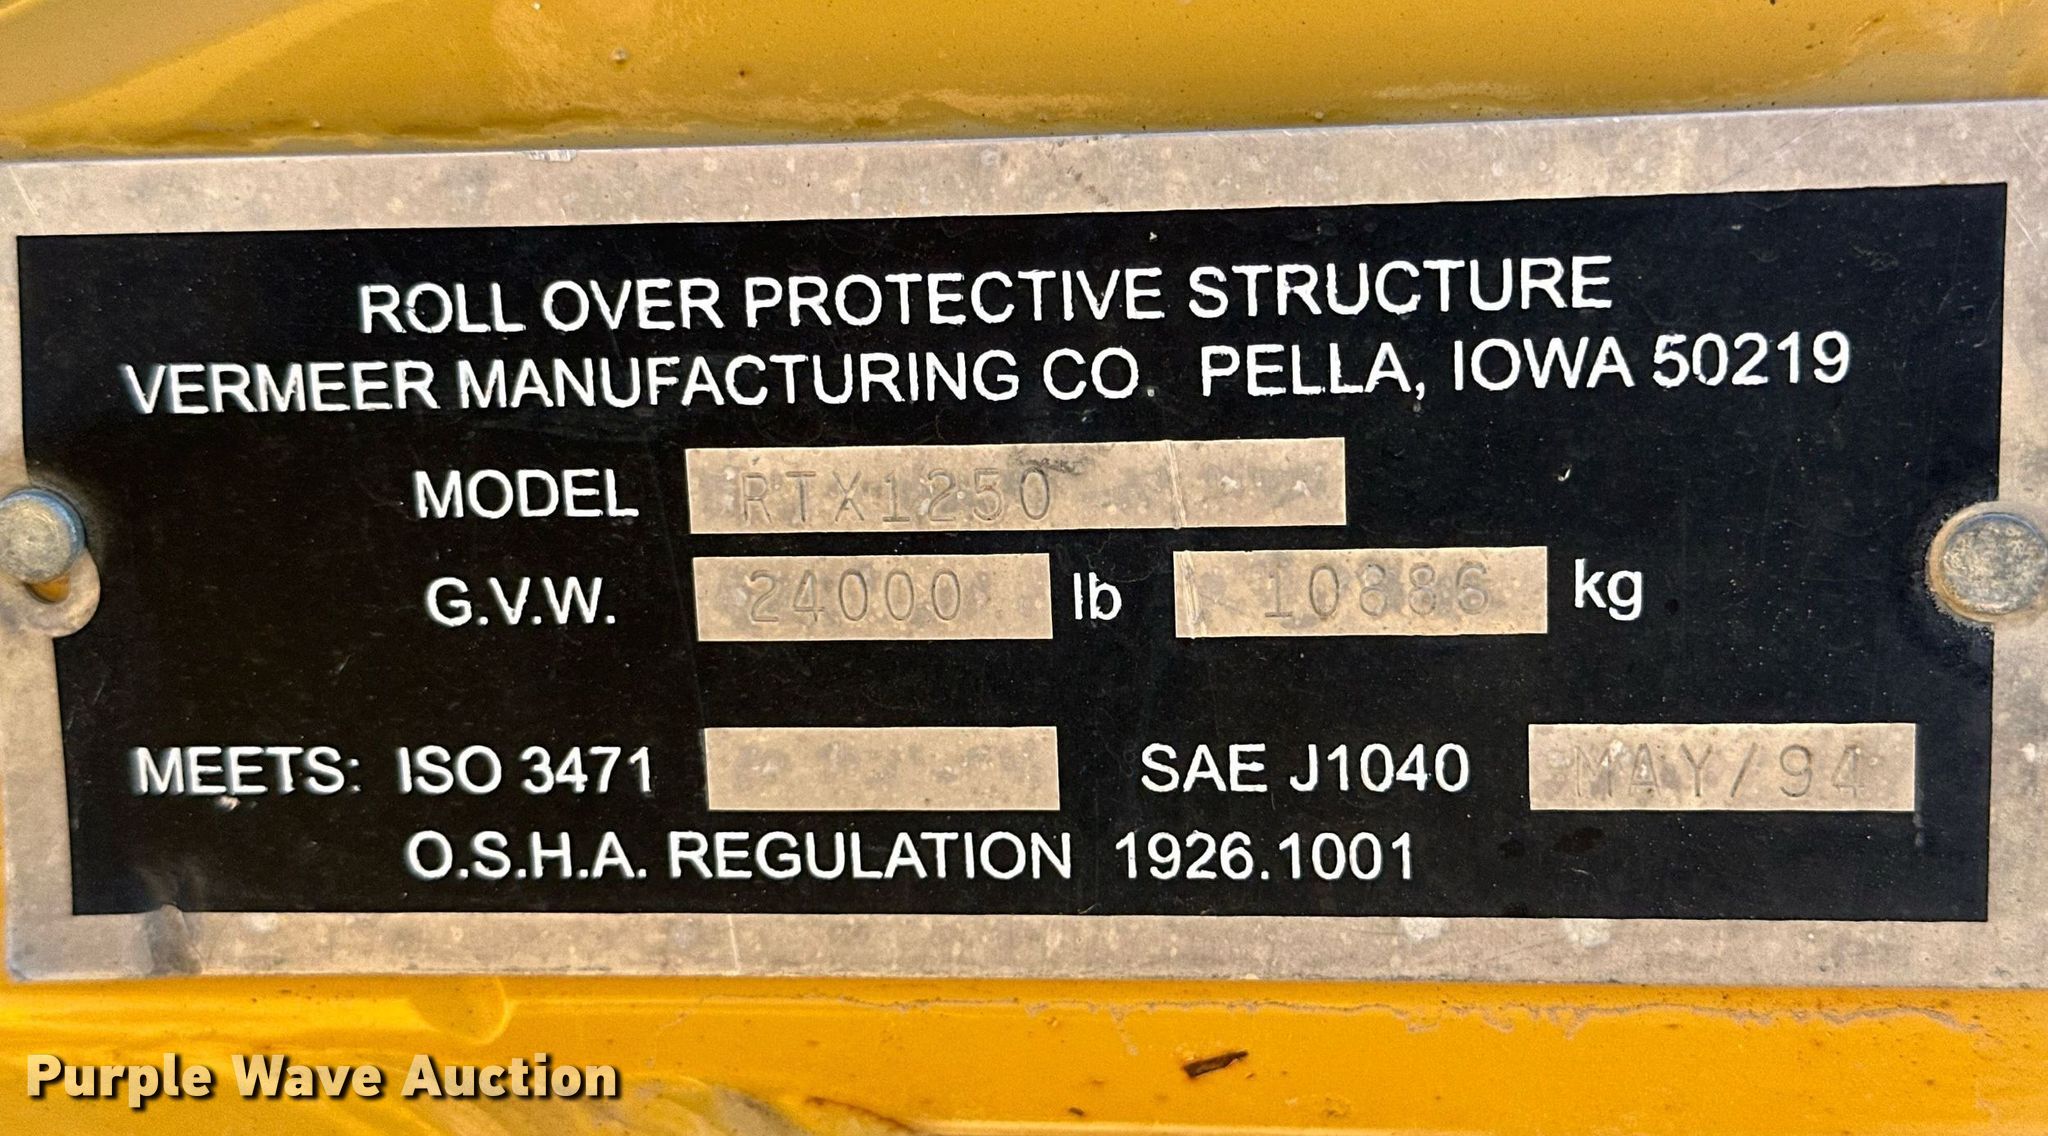 ROLL OVER PROTECTIVE STRUCTURE
VERMEER MANUFACTURING CO. PELLA, IOWA 50219
MODEL RTX1250
G.V.W. 24000 lb 10886 kg
MEETS: ISO 3471 SAE J1040 MAY/94
O.S.H.A. REGULATION 1926.1001
Purple Wave Auction